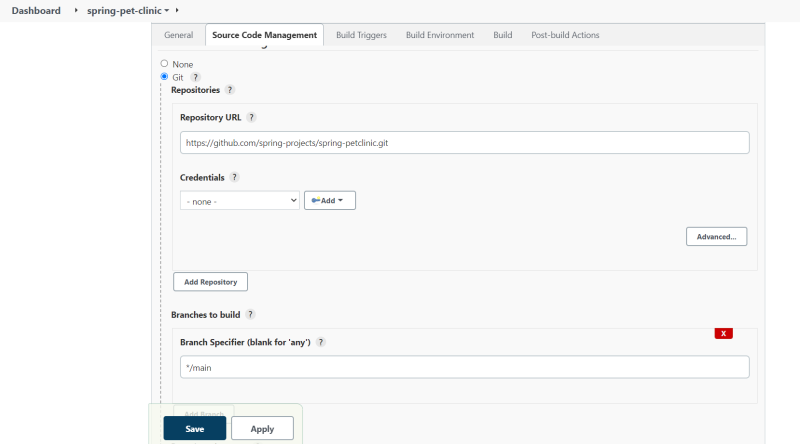 Dashboard spring-pet-clinic
General Source Code Management Build Triggers Build Environment Build Post-build Actions
None
Git ?
Repositories ?
Repository URL ?
https://github.com/spring-projects/spring-petclinic.git
Credentials ?
- none - Add
Advanced...
Add Repository
Branches to build ?
X
Branch Specifier (blank for 'any') ?
*/main
Add Branch
Save Apply